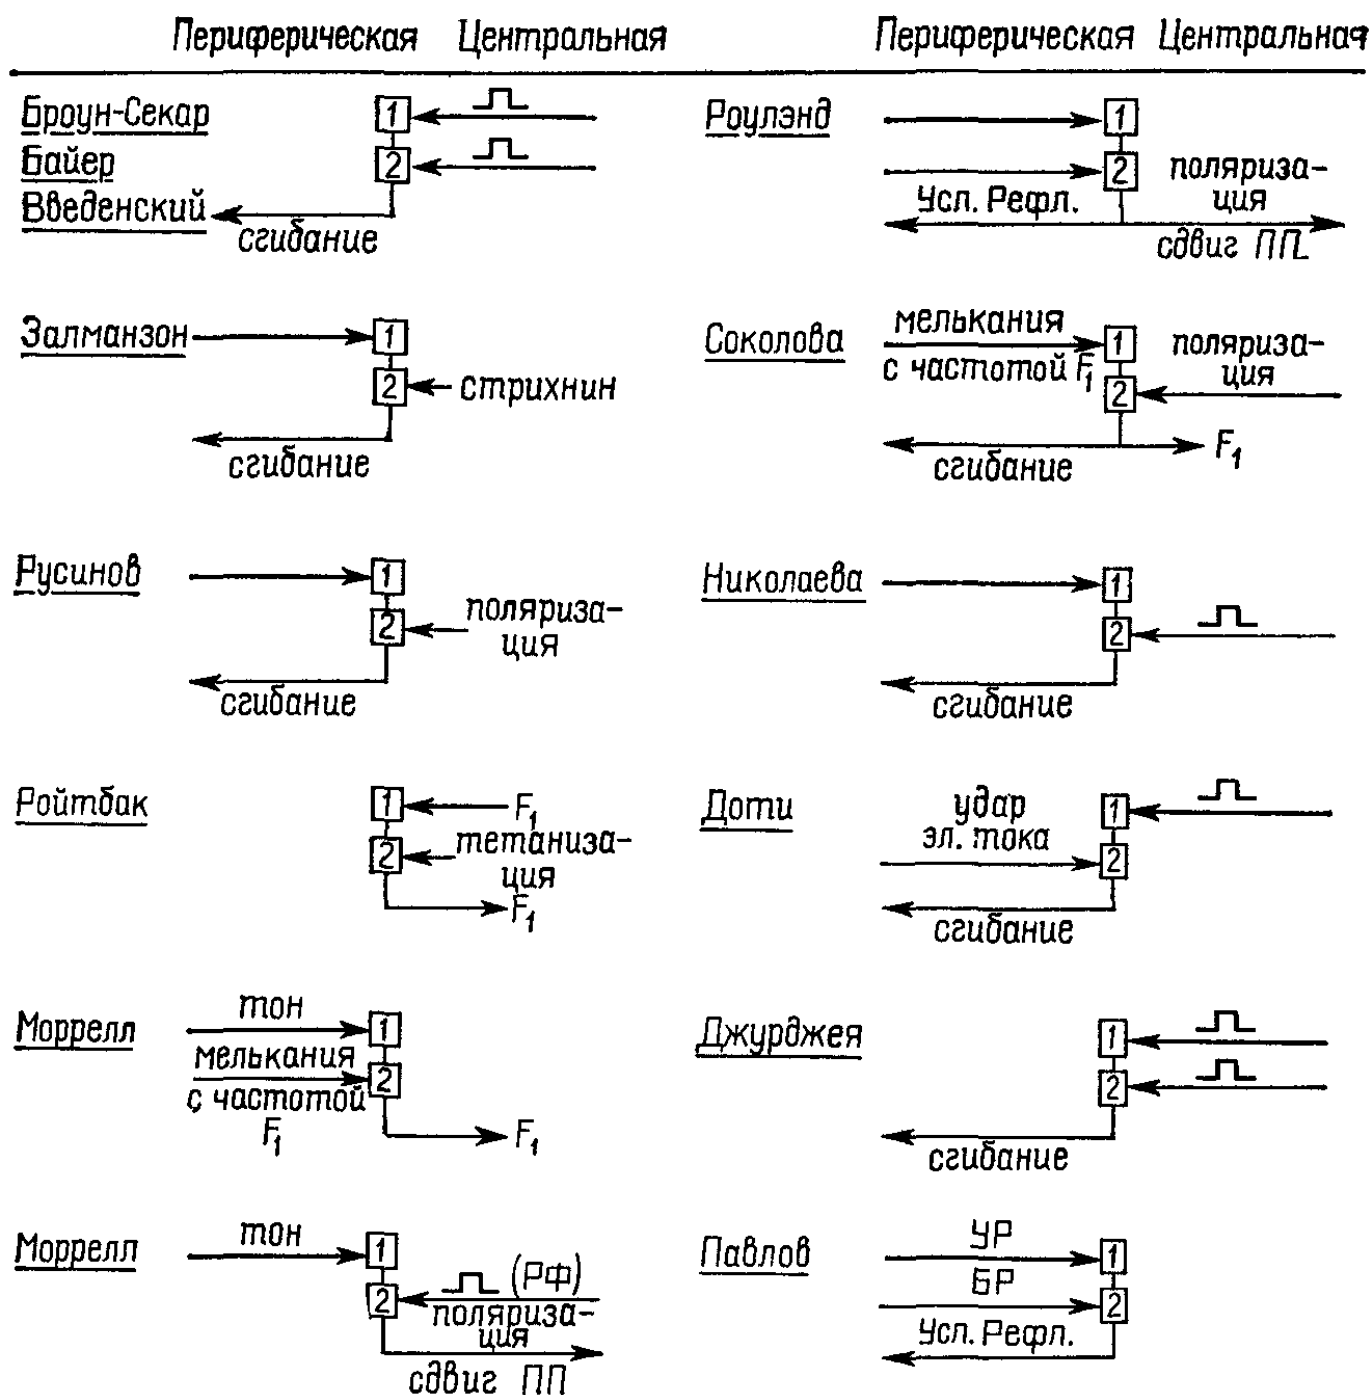 Периферическая Центральная
Броун-Секар
Байер
Введенский
1
2
сгибание
Залманзон
1
2
стрихнин
сгибание
Русинов
1
2
поляриза-
ция
сгибание
Ройтбак
1
F1
2
тетаниза-
ция
F1
Моррелл
тон
1
мелькания
2
с частотой
F1
F1
Моррелл
тон
1
(РФ)
2
поляриза-
ция
сдвиг ПП
Периферическая Центральная
Роулэнд
1
2
поляриза-
ция
Усл. Рефл.
сдвиг ПП
Соколова
мелькания
1
с частотой F1
поляриза-
ция
2
сгибание
F1
Николаева
1
2
сгибание
Доти
удар
эл. тока
1
2
сгибание
Джурджея
1
2
сгибание
Павлов
УР
1
БР
2
Усл. Рефл.